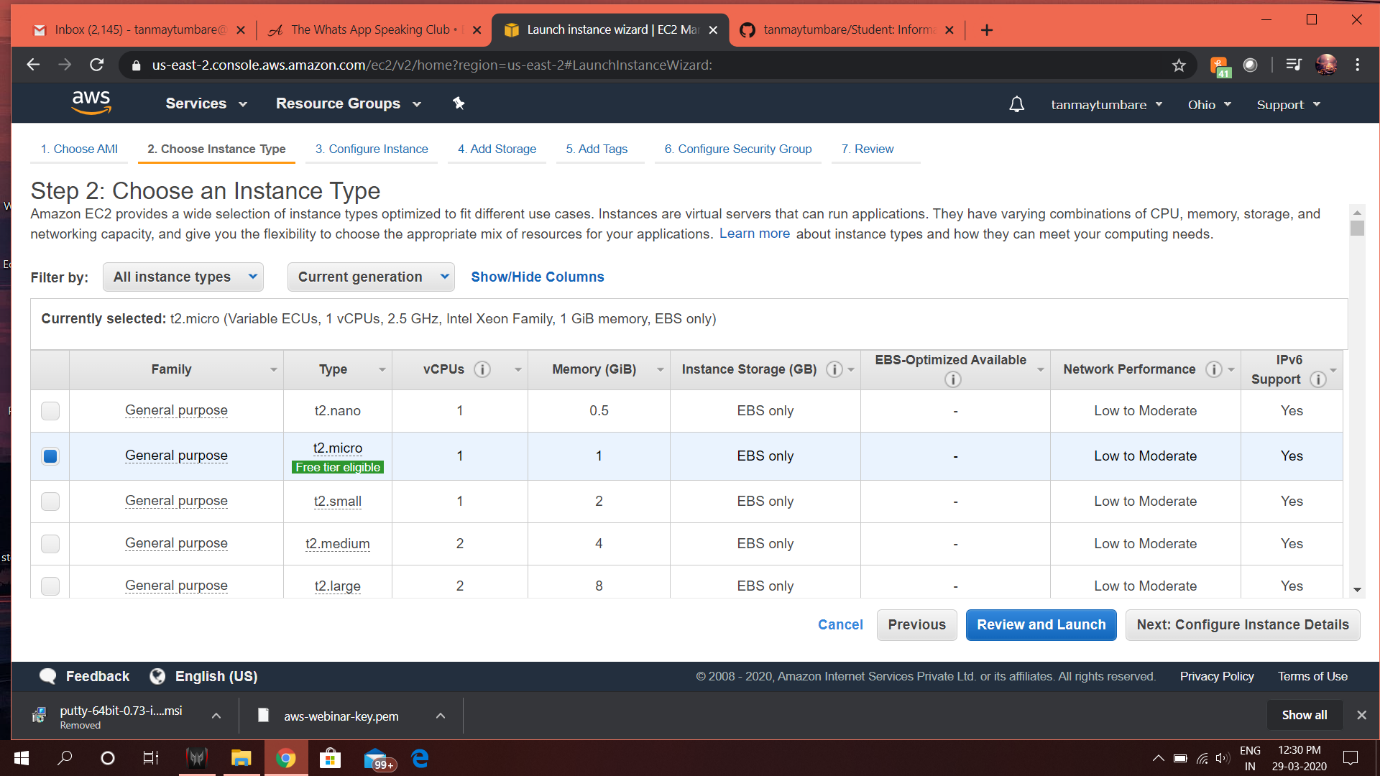 Inbox (2,145) - tanmaytumbare@
The Whats App Speaking Club •
Launch instance wizard | EC2 Ma
tanmaytumbare/Student: Inform
us-east-2.console.aws.amazon.com/ec2/v2/home?region=us-east-2#LaunchInstanceWizard:
41
aws Services Resource Groups tanmaytumbare Ohio Support
1. Choose AMI 2. Choose Instance Type 3. Configure Instance 4. Add Storage 5. Add Tags 6. Configure Security Group 7. Review
Step 2: Choose an Instance Type
Amazon EC2 provides a wide selection of instance types optimized to fit different use cases. Instances are virtual servers that can run applications. They have varying combinations of CPU, memory, storage, and
networking capacity, and give you the flexibility to choose the appropriate mix of resources for your applications. Learn more about instance types and how they can meet your computing needs.
Filter by: All instance types Current generation Show/Hide Columns
Currently selected: t2.micro (Variable ECUs, 1 vCPUs, 2.5 GHz, Intel Xeon Family, 1 GiB memory, EBS only)
Family Type vCPUs Memory (GiB) Instance Storage (GB) EBS-Optimized Available Network Performance IPv6 Support
General purpose t2.nano 1 0.5 EBS only - Low to Moderate Yes
General purpose t2.micro Free tier eligible 1 1 EBS only - Low to Moderate Yes
General purpose t2.small 1 2 EBS only - Low to Moderate Yes
General purpose t2.medium 2 4 EBS only - Low to Moderate Yes
General purpose t2.large 2 8 EBS only - Low to Moderate Yes
Cancel Previous Review and Launch Next: Configure Instance Details
Feedback English (US) © 2008 - 2020, Amazon Internet Services Private Ltd. or its affiliates. All rights reserved. Privacy Policy Terms of Use
putty-64bit-0.73-i....msi
Removed
aws-webinar-key.pem
Show all
99+
ENG
IN
12:30 PM
29-03-2020